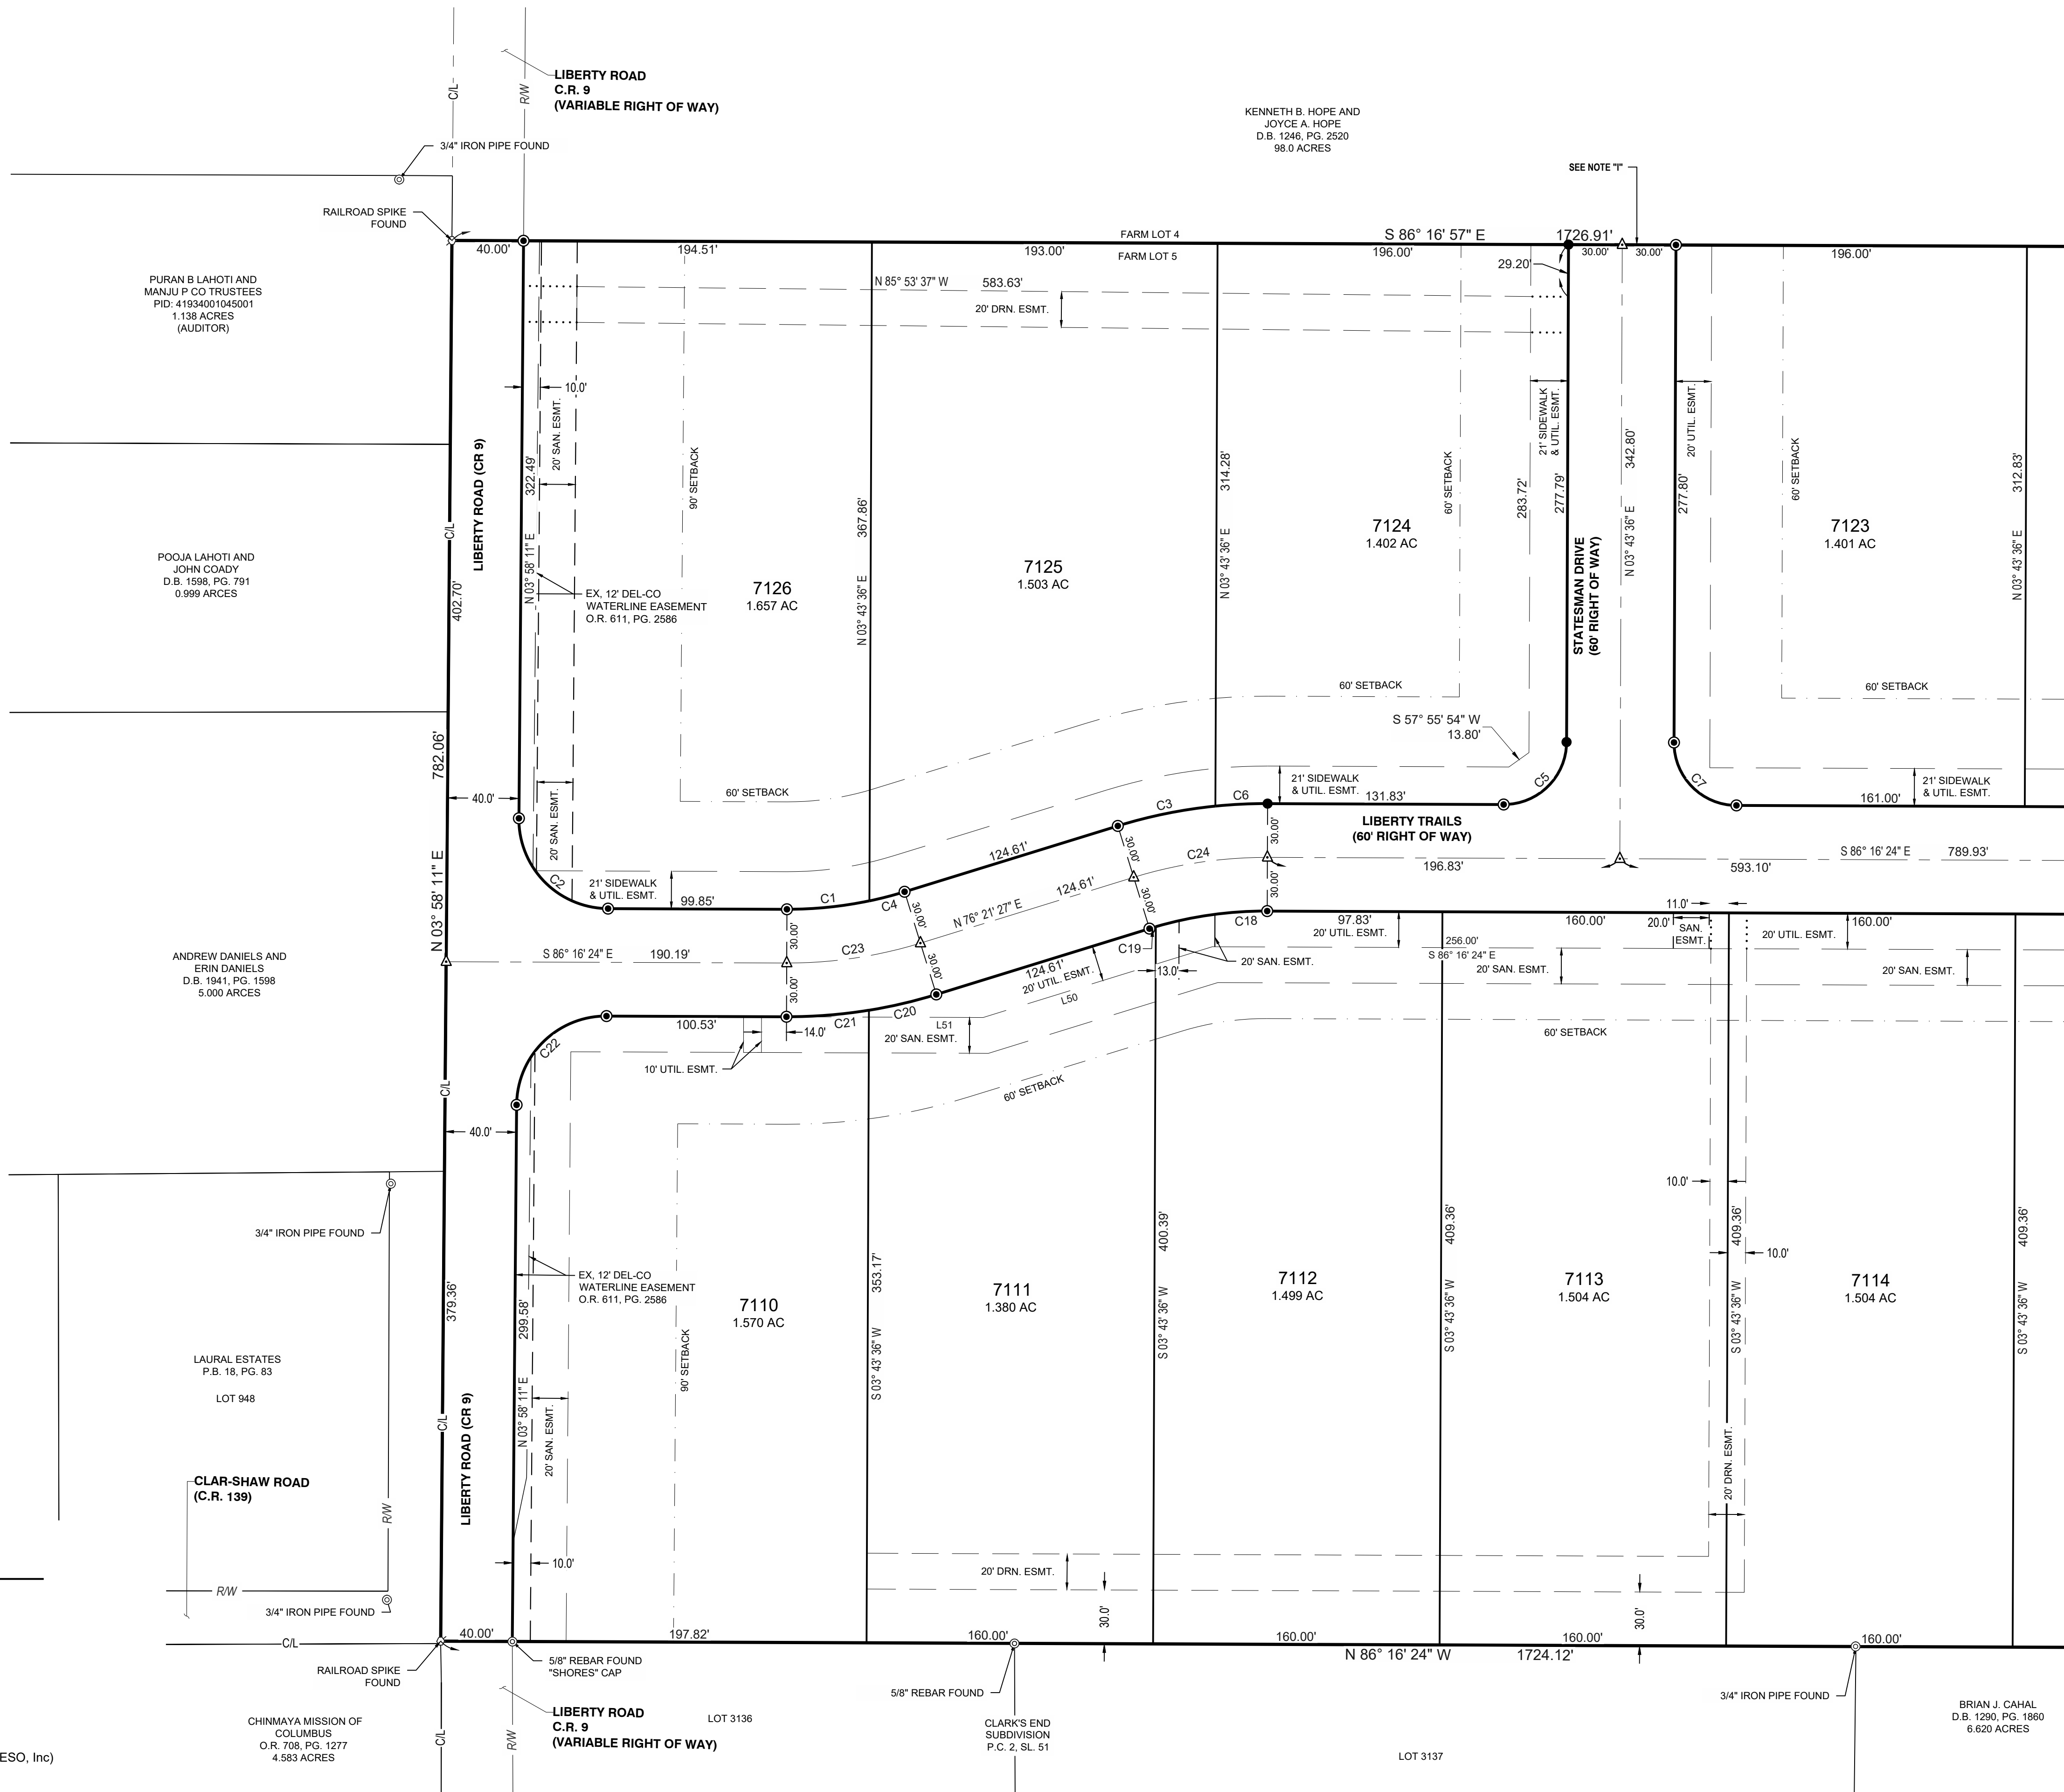 LIBERTY ROAD
C.R. 9
(VARIABLE RIGHT OF WAY)
C/L
R/W
3/4" IRON PIPE FOUND
KENNETH B. HOPE AND
JOYCE A. HOPE
D.B. 1246, PG. 2520
98.0 ACRES
SEE NOTE "I"
RAILROAD SPIKE
FOUND
40.00'
194.51'
193.00'
FARM LOT 4
FARM LOT 5
S 86° 16' 57" E
1726.91'
196.00'
30.00'
30.00'
196.00'
29.20'
PURAN B LAHOTI AND
MANJU P CO TRUSTEES
PID: 41934001045001
1.138 ACRES
(AUDITOR)
N 85° 53' 37" W 583.63'
20' DRN. ESMT.
10.0'
20' SAN. ESMT.
LIBERTY ROAD (CR 9)
322.49'
N 03° 58' 11" E
90' SETBACK
367.86'
N 03° 43' 36" E
314.28'
N 03° 43' 36" E
60' SETBACK
21' SIDEWALK
& UTIL. ESMT.
283.72'
277.79'
342.80'
N 03° 43' 36" E
STATESMAN DRIVE
(60' RIGHT OF WAY)
20' UTIL. ESMT.
277.80'
60' SETBACK
312.83'
N 03° 43' 36" E
C/L
402.70'
POOJA LAHOTI AND
JOHN COADY
D.B. 1598, PG. 791
0.999 ARCES
EX, 12' DEL-CO
WATERLINE EASEMENT
O.R. 611, PG. 2586
7126
1.657 AC
7125
1.503 AC
7124
1.402 AC
7123
1.401 AC
60' SETBACK
60' SETBACK
S 57° 55' 54" W
13.80'
782.06'
N 03° 58' 11" E
40.0'
20' SAN. ESMT.
60' SETBACK
C2
21' SIDEWALK
& UTIL. ESMT.
99.85'
C1
C4
124.61'
C3
C6
21' SIDEWALK
& UTIL. ESMT.
131.83'
C5
C7
161.00'
21' SIDEWALK
& UTIL. ESMT.
LIBERTY TRAILS
(60' RIGHT OF WAY)
30.00'
30.00'
30.00'
30.00'
30.00'
30.00'
30.00'
30.00'
S 86° 16' 24" E 190.19'
C23
N 76° 21' 27" E
124.61'
C24
196.83'
593.10'
S 86° 16' 24" E 789.93'
ANDREW DANIELS AND
ERIN DANIELS
D.B. 1941, PG. 1598
5.000 ARCES
C22
100.53'
14.0'
10' UTIL. ESMT.
C21
C20
L51
20' SAN. ESMT.
124.61'
20' UTIL. ESMT.
L50
C19
13.0'
C18
20' SAN. ESMT.
97.83'
20' UTIL. ESMT.
256.00'
S 86° 16' 24" E
20' SAN. ESMT.
160.00'
11.0'
20.0'
SAN.
ESMT.
20' UTIL. ESMT.
160.00'
20' SAN. ESMT.
60' SETBACK
60' SETBACK
C/L
40.0'
3/4" IRON PIPE FOUND
EX, 12' DEL-CO
WATERLINE EASEMENT
O.R. 611, PG. 2586
379.36'
299.58'
N 03° 58' 11" E
20' SAN. ESMT.
90' SETBACK
7110
1.570 AC
353.17'
S 03° 43' 36" W
7111
1.380 AC
400.39'
S 03° 43' 36" W
7112
1.499 AC
409.36'
S 03° 43' 36" W
7113
1.504 AC
10.0'
409.36'
S 03° 43' 36" W
10.0'
7114
1.504 AC
409.36'
S 03° 43' 36" W
LAURAL ESTATES
P.B. 18, PG. 83
LOT 948
C/L
LIBERTY ROAD (CR 9)
CLAR-SHAW ROAD
(C.R. 139)
R/W
R/W
3/4" IRON PIPE FOUND
10.0'
20' DRN. ESMT.
20' DRN. ESMT.
30.0'
30.0'
C/L
40.00'
197.82'
160.00'
160.00'
160.00'
160.00'
N 86° 16' 24" W
1724.12'
RAILROAD SPIKE
FOUND
5/8" REBAR FOUND
"SHORES" CAP
5/8" REBAR FOUND
3/4" IRON PIPE FOUND
CHINMAYA MISSION OF
COLUMBUS
O.R. 708, PG. 1277
4.583 ACRES
C/L
R/W
LIBERTY ROAD
C.R. 9
(VARIABLE RIGHT OF WAY)
LOT 3136
CLARK'S END
SUBDIVISION
P.C. 2, SL. 51
LOT 3137
BRIAN J. CAHAL
D.B. 1290, PG. 1860
6.620 ACRES
ESO, Inc)